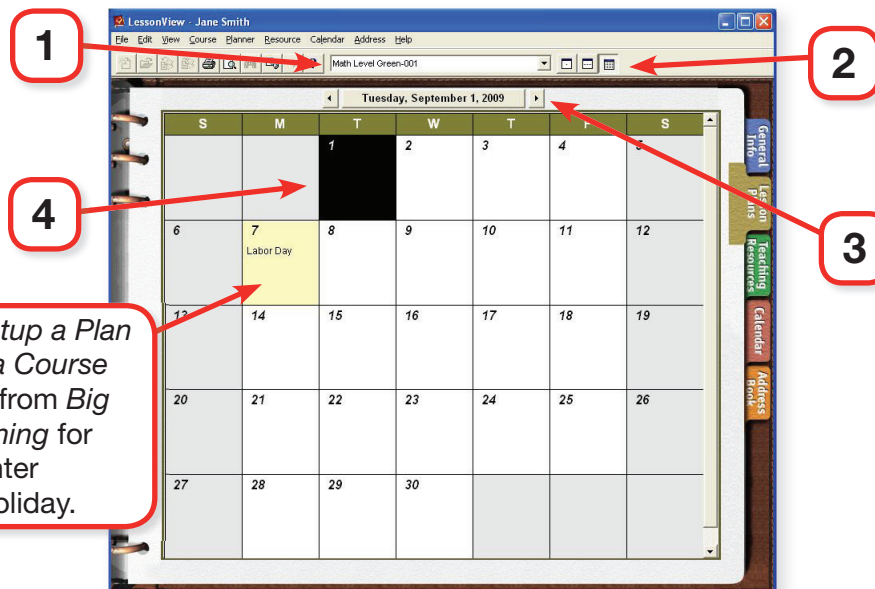 LessonView - Jane Smith
File Edit View Course Planner Resource Calendar Address Help
1
Math Level Green-001
2
Tuesday, September 1, 2009
3
S M T W T F S
1 2 3 4 5
4
6 7 8 9 10 11 12
Labor Day
13 14 15 16 17 18 19
20 21 22 23 24 25 26
27 28 29 30
General Info
Lesson Plans
Teaching Resources
Calendar
Address Book
tup a Plan
a Course
from Big
ning for
nter
oliday.